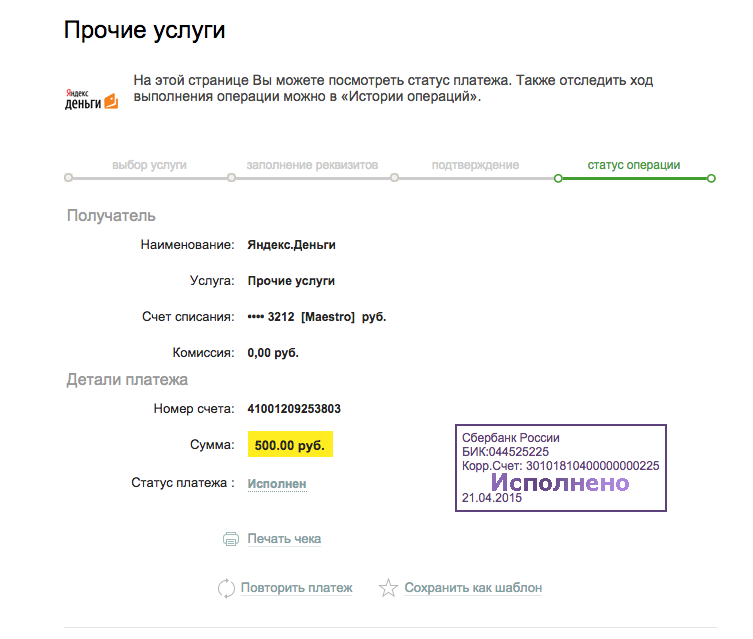 Прочие услуги
На этой странице Вы можете посмотреть статус платежа. Также отследить ход
выполнения операции можно в «Истории операций».
Яндекс
деньги
выбор услуги
заполнение реквизитов
подтверждение
статус операции
Получатель
Наименование: Яндекс.Деньги
Услуга: Прочие услуги
Счет списания: •••• 3212 [Maestro] руб.
Комиссия: 0,00 руб.
Детали платежа
Номер счета: 41001209253803
Сумма: 500.00 руб.
Статус платежа : Исполнен
Сбербанк России
БИК:044525225
Корр.Счет: 30101810400000000225
Исполнено
21.04.2015
Печать чека
Повторить платеж
Сохранить как шаблон